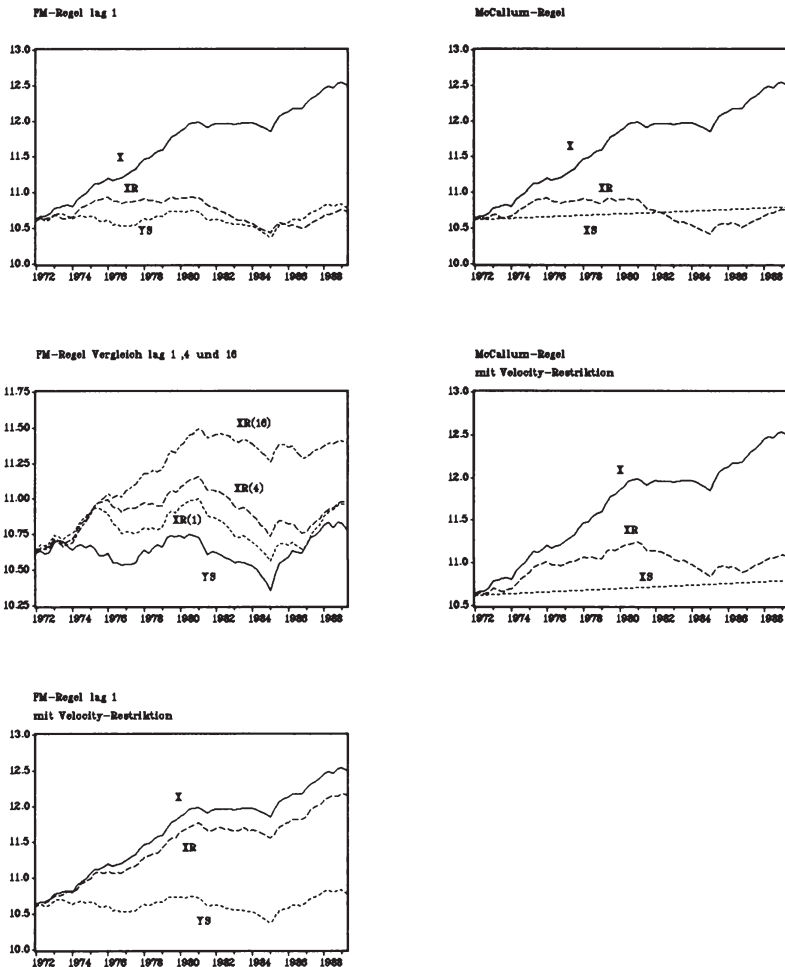 FM-Regel lag 1
13.0
12.5
12.0
11.5
11.0
10.5
10.0
X
XR
YS
1972 1974 1976 1978 1980 1982 1984 1986 1988
McCallum-Regel
13.0
12.5
12.0
11.5
11.0
10.5
10.0
X
XR
XS
1972 1974 1976 1978 1980 1982 1984 1986 1988
FM-Regel Vergleich lag 1 ,4 und 16
11.75
11.50
11.25
11.00
10.75
10.50
10.25
XR(16)
XR(4)
XR(1)
YS
1972 1974 1976 1978 1980 1982 1984 1986 1988
McCallum-Regel
mit Velocity-Restriktion
13.0
12.5
12.0
11.5
11.0
10.5
X
XR
XS
1972 1974 1976 1978 1980 1982 1984 1986 1988
FM-Regel lag 1
mit Velocity-Restriktion
13.0
12.5
12.0
11.5
11.0
10.5
10.0
X
XR
YS
1972 1974 1976 1978 1980 1982 1984 1986 1988